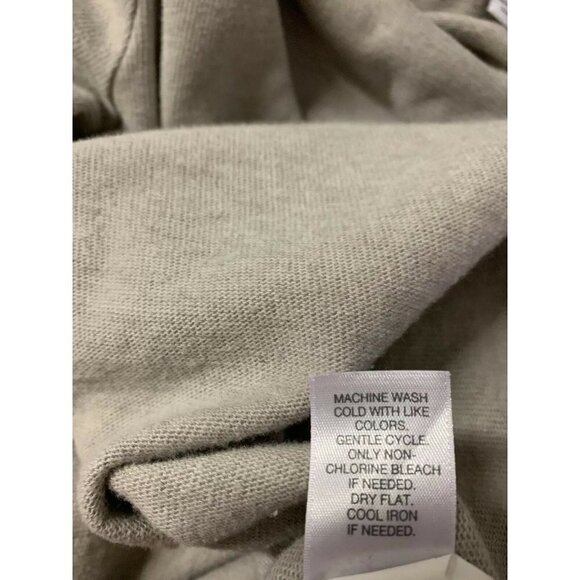 MACHINE WASH
COLD WITH LIKE
COLORS.
GENTLE CYCLE.
ONLY NON-
CHLORINE BLEACH
IF NEEDED.
DRY FLAT.
COOL IRON
IF NEEDED.